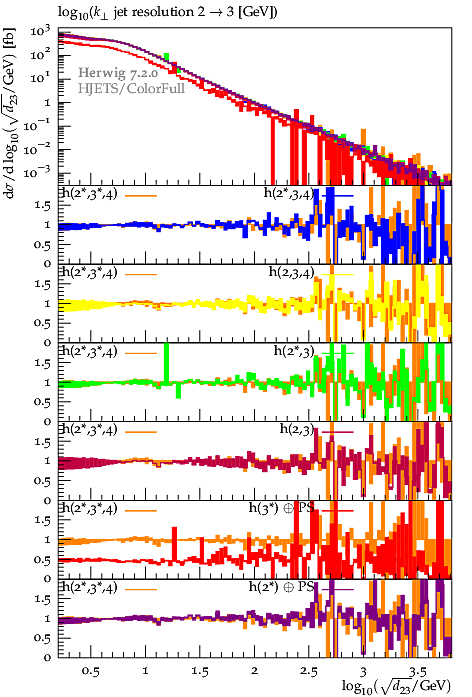 log₁₀(k⊥ jet resolution 2 → 3 [GeV])
dσ/d log₁₀(√d₂₃/GeV) [fb]
10³
10²
10¹
1
10⁻¹
10⁻²
10⁻³
Herwig 7.2.0
HJETS/ColorFull
h(2*,3*,4) h(2*,3,4)
1.5
1
0.5
0
h(2*,3*,4) h(2,3,4)
1.5
1
0.5
0
h(2*,3*,4) h(2*,3)
1.5
1
0.5
0
h(2*,3*,4) h(2,3)
1.5
1
0.5
0
h(2*,3*,4) h(3*) ⊕ PS
1.5
1
0.5
0
h(2*,3*,4) h(2*) ⊕ PS
1.5
1
0.5
0
0.5 1 1.5 2 2.5 3 3.5
log₁₀(√d₂₃/GeV)